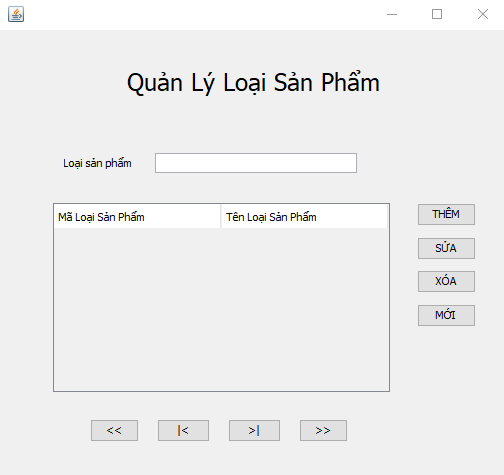 Quản Lý Loại Sản Phẩm
Loại sản phẩm
Mã Loại Sản Phẩm Tên Loại Sản Phẩm
THÊM
SỬA
XÓA
MỚI
<< |< >| >>